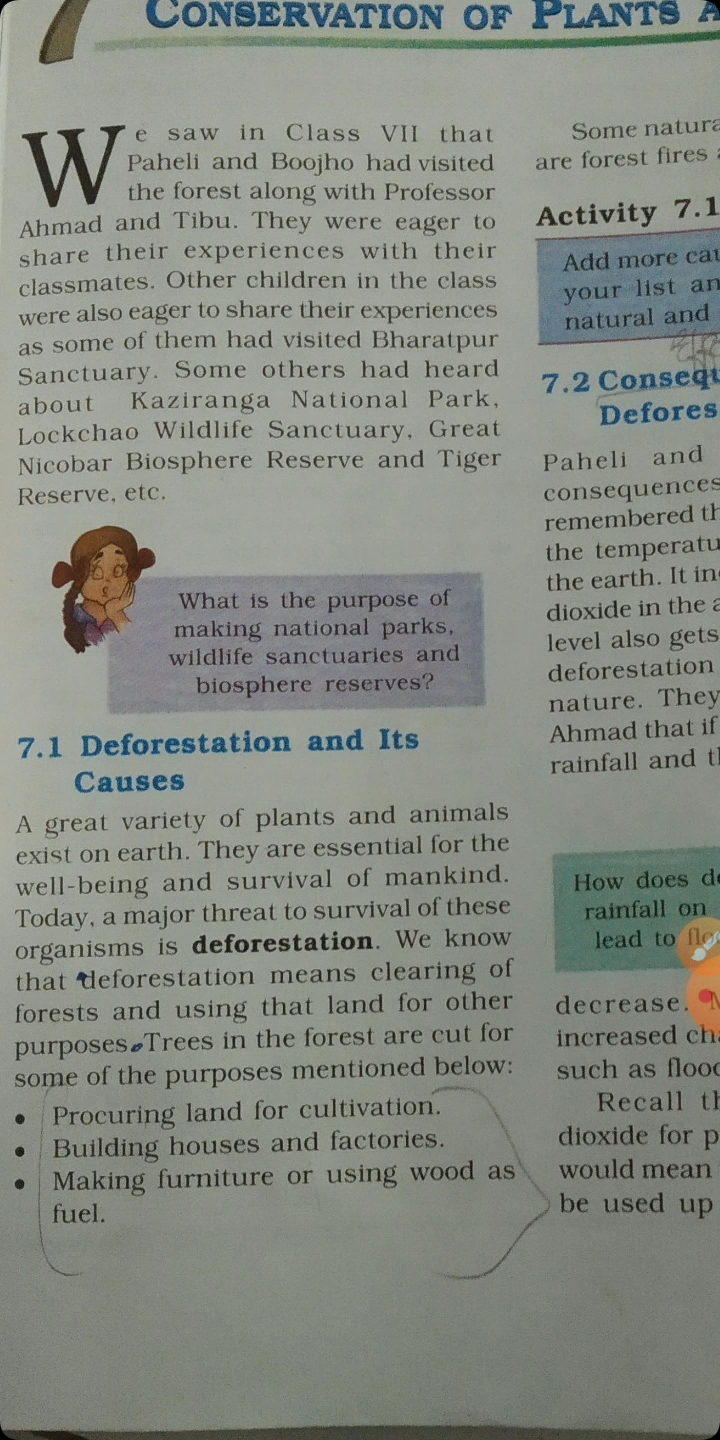 7
CONSERVATION OF PLANTS
We saw in Class VII that
Paheli and Boojho had visited
the forest along with Professor
Ahmad and Tibu. They were eager to
share their experiences with their
classmates. Other children in the class
were also eager to share their experiences
as some of them had visited Bharatpur
Sanctuary. Some others had heard
about Kaziranga National Park,
Lockchao Wildlife Sanctuary, Great
Nicobar Biosphere Reserve and Tiger
Reserve, etc.
What is the purpose of
making national parks,
wildlife sanctuaries and
biosphere reserves?
7.1 Deforestation and Its
Causes
A great variety of plants and animals
exist on earth. They are essential for the
well-being and survival of mankind.
Today, a major threat to survival of these
organisms is deforestation. We know
that deforestation means clearing of
forests and using that land for other
purposes. Trees in the forest are cut for
some of the purposes mentioned below:
• Procuring land for cultivation.
• Building houses and factories.
• Making furniture or using wood as
fuel.
Some natura
are forest fires
Activity 7.1
Add more cau
your list an
natural and
7.2 Consequ
Defores
Paheli and
consequences
remembered th
the temperatu
the earth. It in
dioxide in the a
level also gets
deforestation
nature. They
Ahmad that if
rainfall and th
How does de
rainfall on
lead to flo
decrease.
increased cha
such as flood
Recall th
dioxide for p
would mean
be used up